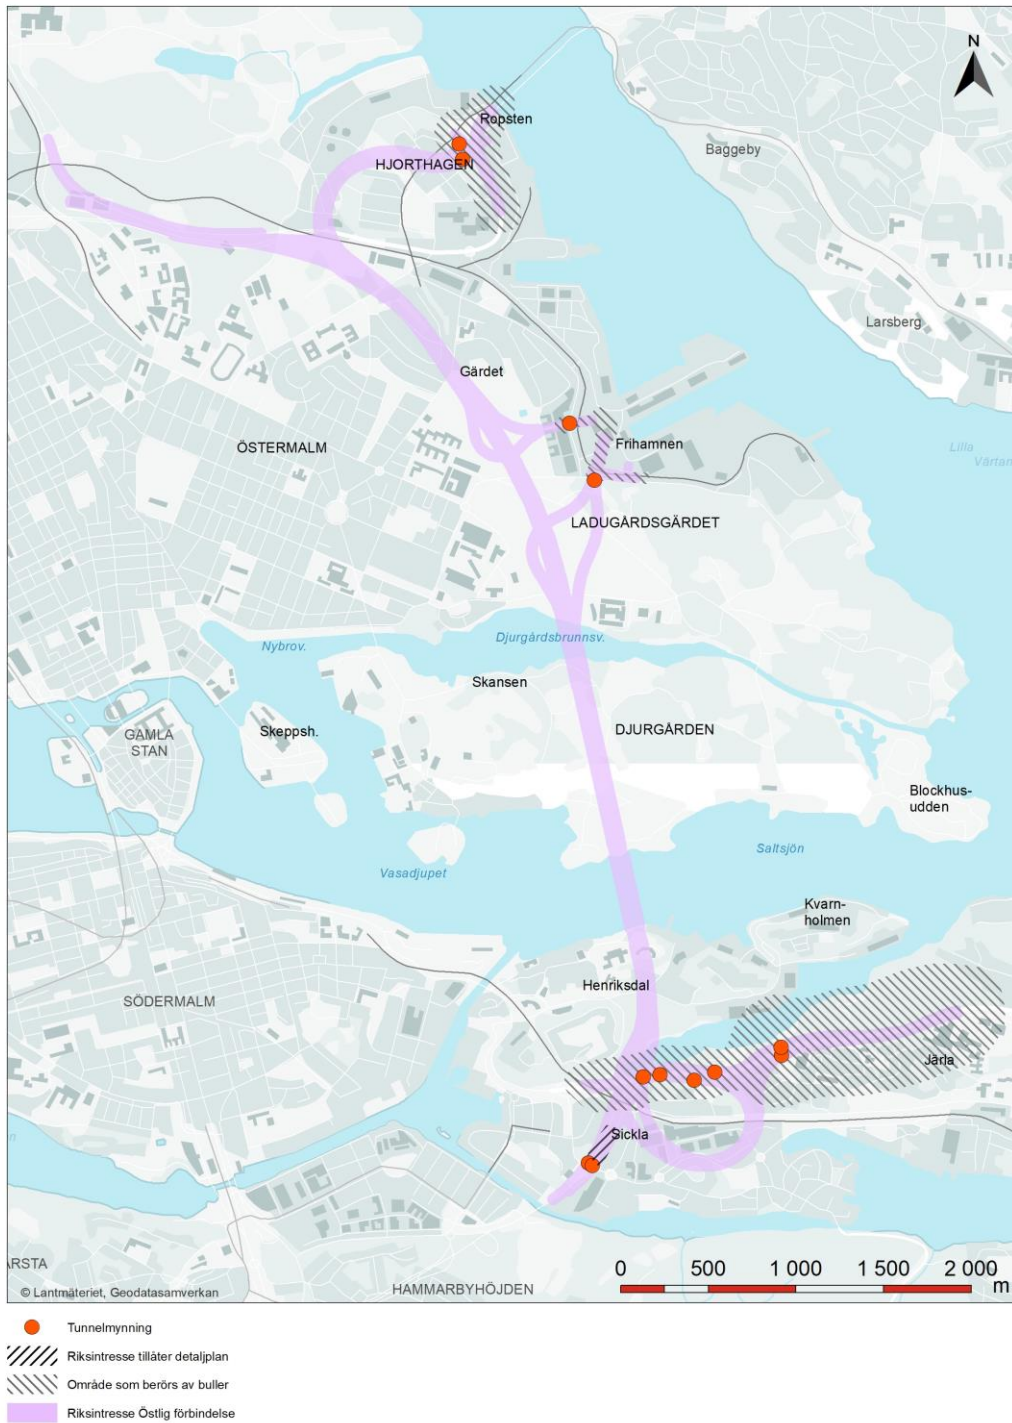 N
Ropsten
Baggeby
HJORTHAGEN
Larsberg
Gärdet
ÖSTERMALM
Frihamnen
Lilla
Värtan
LADUGÅRDSGÄRDET
Nybrov.
Djurgårdsbrunnsv.
Skansen
Skeppsh.
DJURGÅRDEN
GAMLA
STAN
Blockhus-
udden
Saltsjön
Vasadjupet
Kvarn-
holmen
Henriksdal
SÖDERMALM
Järla
Sickla
ÅRSTA
0 500 1 000 1 500 2 000
m
HAMMARBYHÖJDEN
© Lantmäteriet, Geodatasamverkan
Tunnelmynning
Riksintresse tillåter detaljplan
Område som berörs av buller
Riksintresse Östlig förbindelse